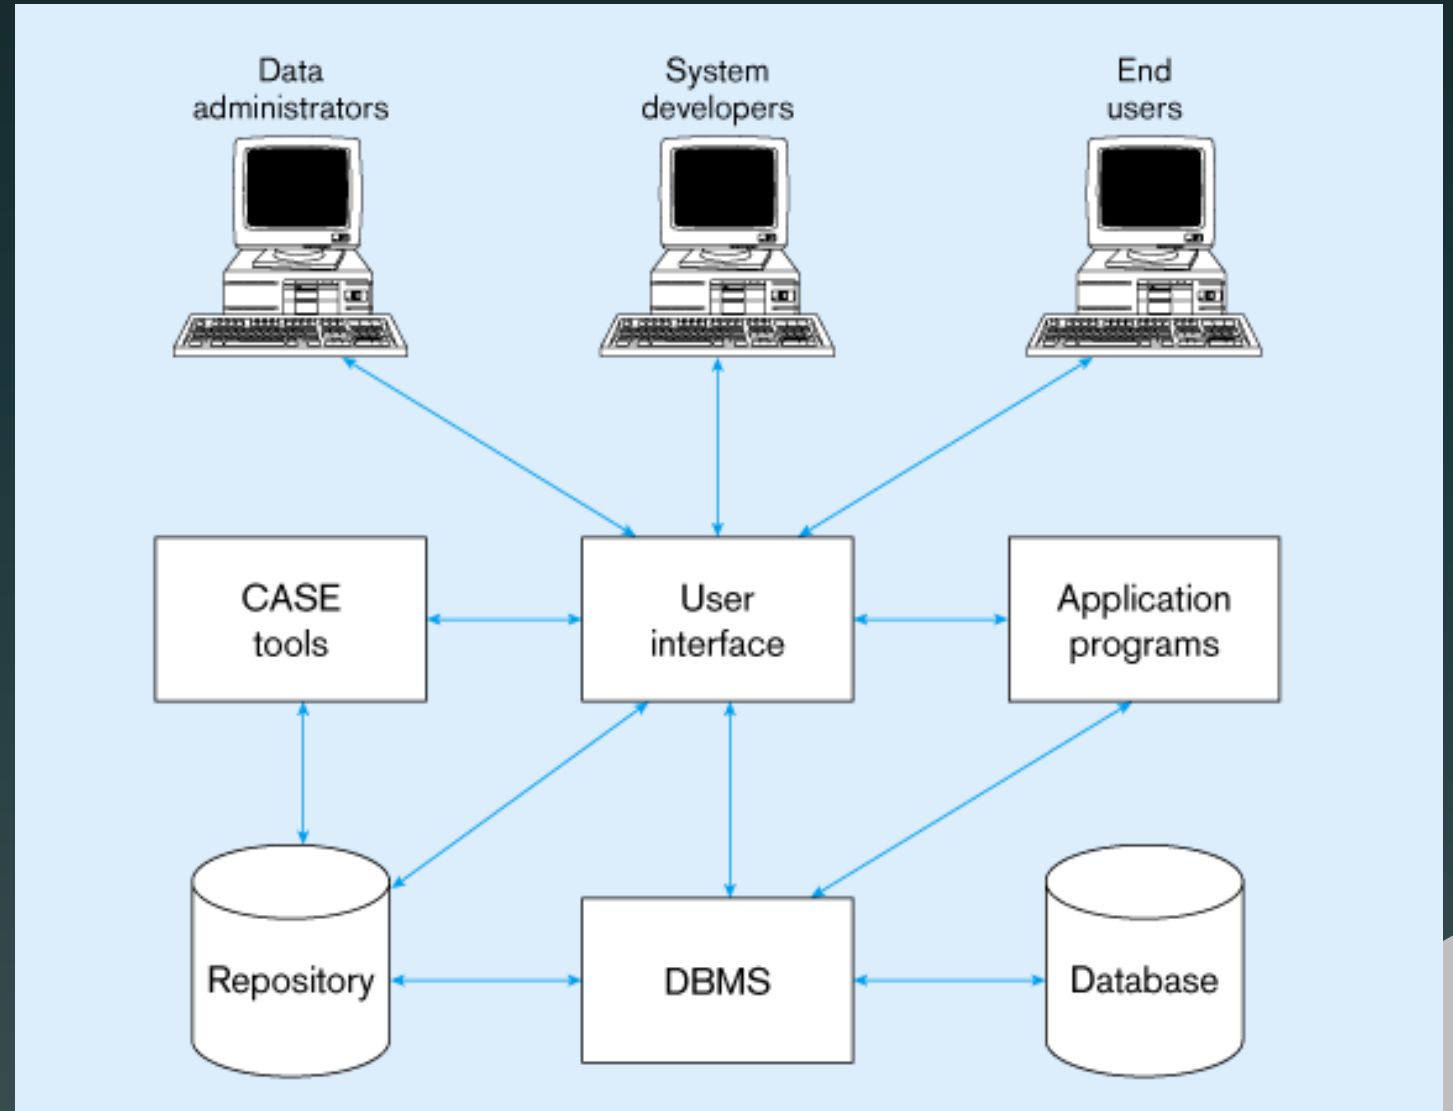 Data
administrators
System
developers
End
users
CASE
tools
User
interface
Application
programs
Repository
DBMS
Database